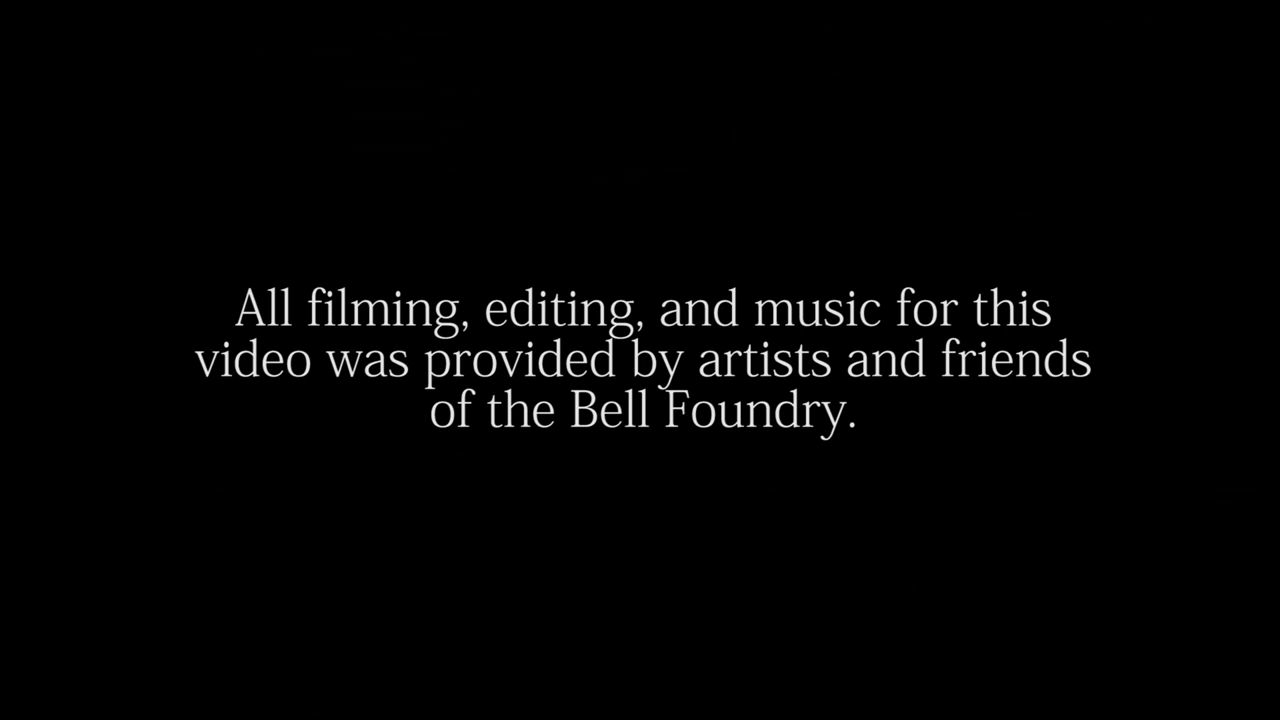 All filming, editing, and music for this
video was provided by artists and friends
of the Bell Foundry.